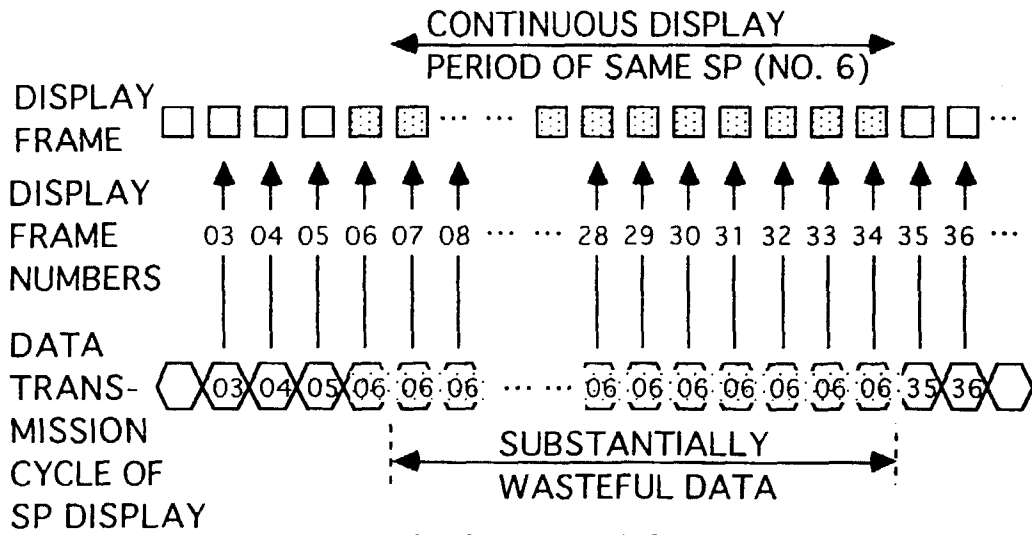 CONTINUOUS DISPLAY
PERIOD OF SAME SP (NO. 6)
DISPLAY
FRAME
··· ···
···
DISPLAY
FRAME
NUMBERS
03 04 05 06 07 08 ··· ··· 28 29 30 31 32 33 34 35 36 ···
DATA
TRANS-
MISSION
CYCLE OF
SP DISPLAY
03 04 05 06 06 06 ··· ··· 06 06 06 06 06 06 06 35 36
SUBSTANTIALLY
WASTEFUL DATA